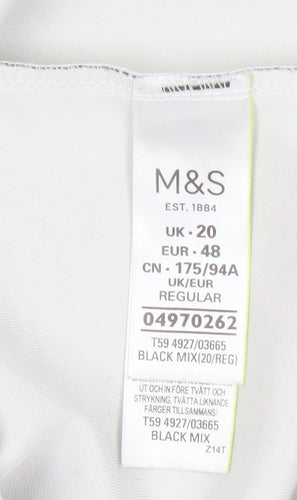 M&S
EST. 1884
UK · 20
EUR · 48
CN · 175/94A
UK/EUR
REGULAR
04970262
T59 4927/03665
BLACK MIX(20/REG)
UT OCH IN FÖRE TVÄTT OCH
STRYKNING. TVÄTTA LIKNANDE
FÄRGER TILLSAMMANS/
T59 4927/03665
BLACK MIX
Z14T